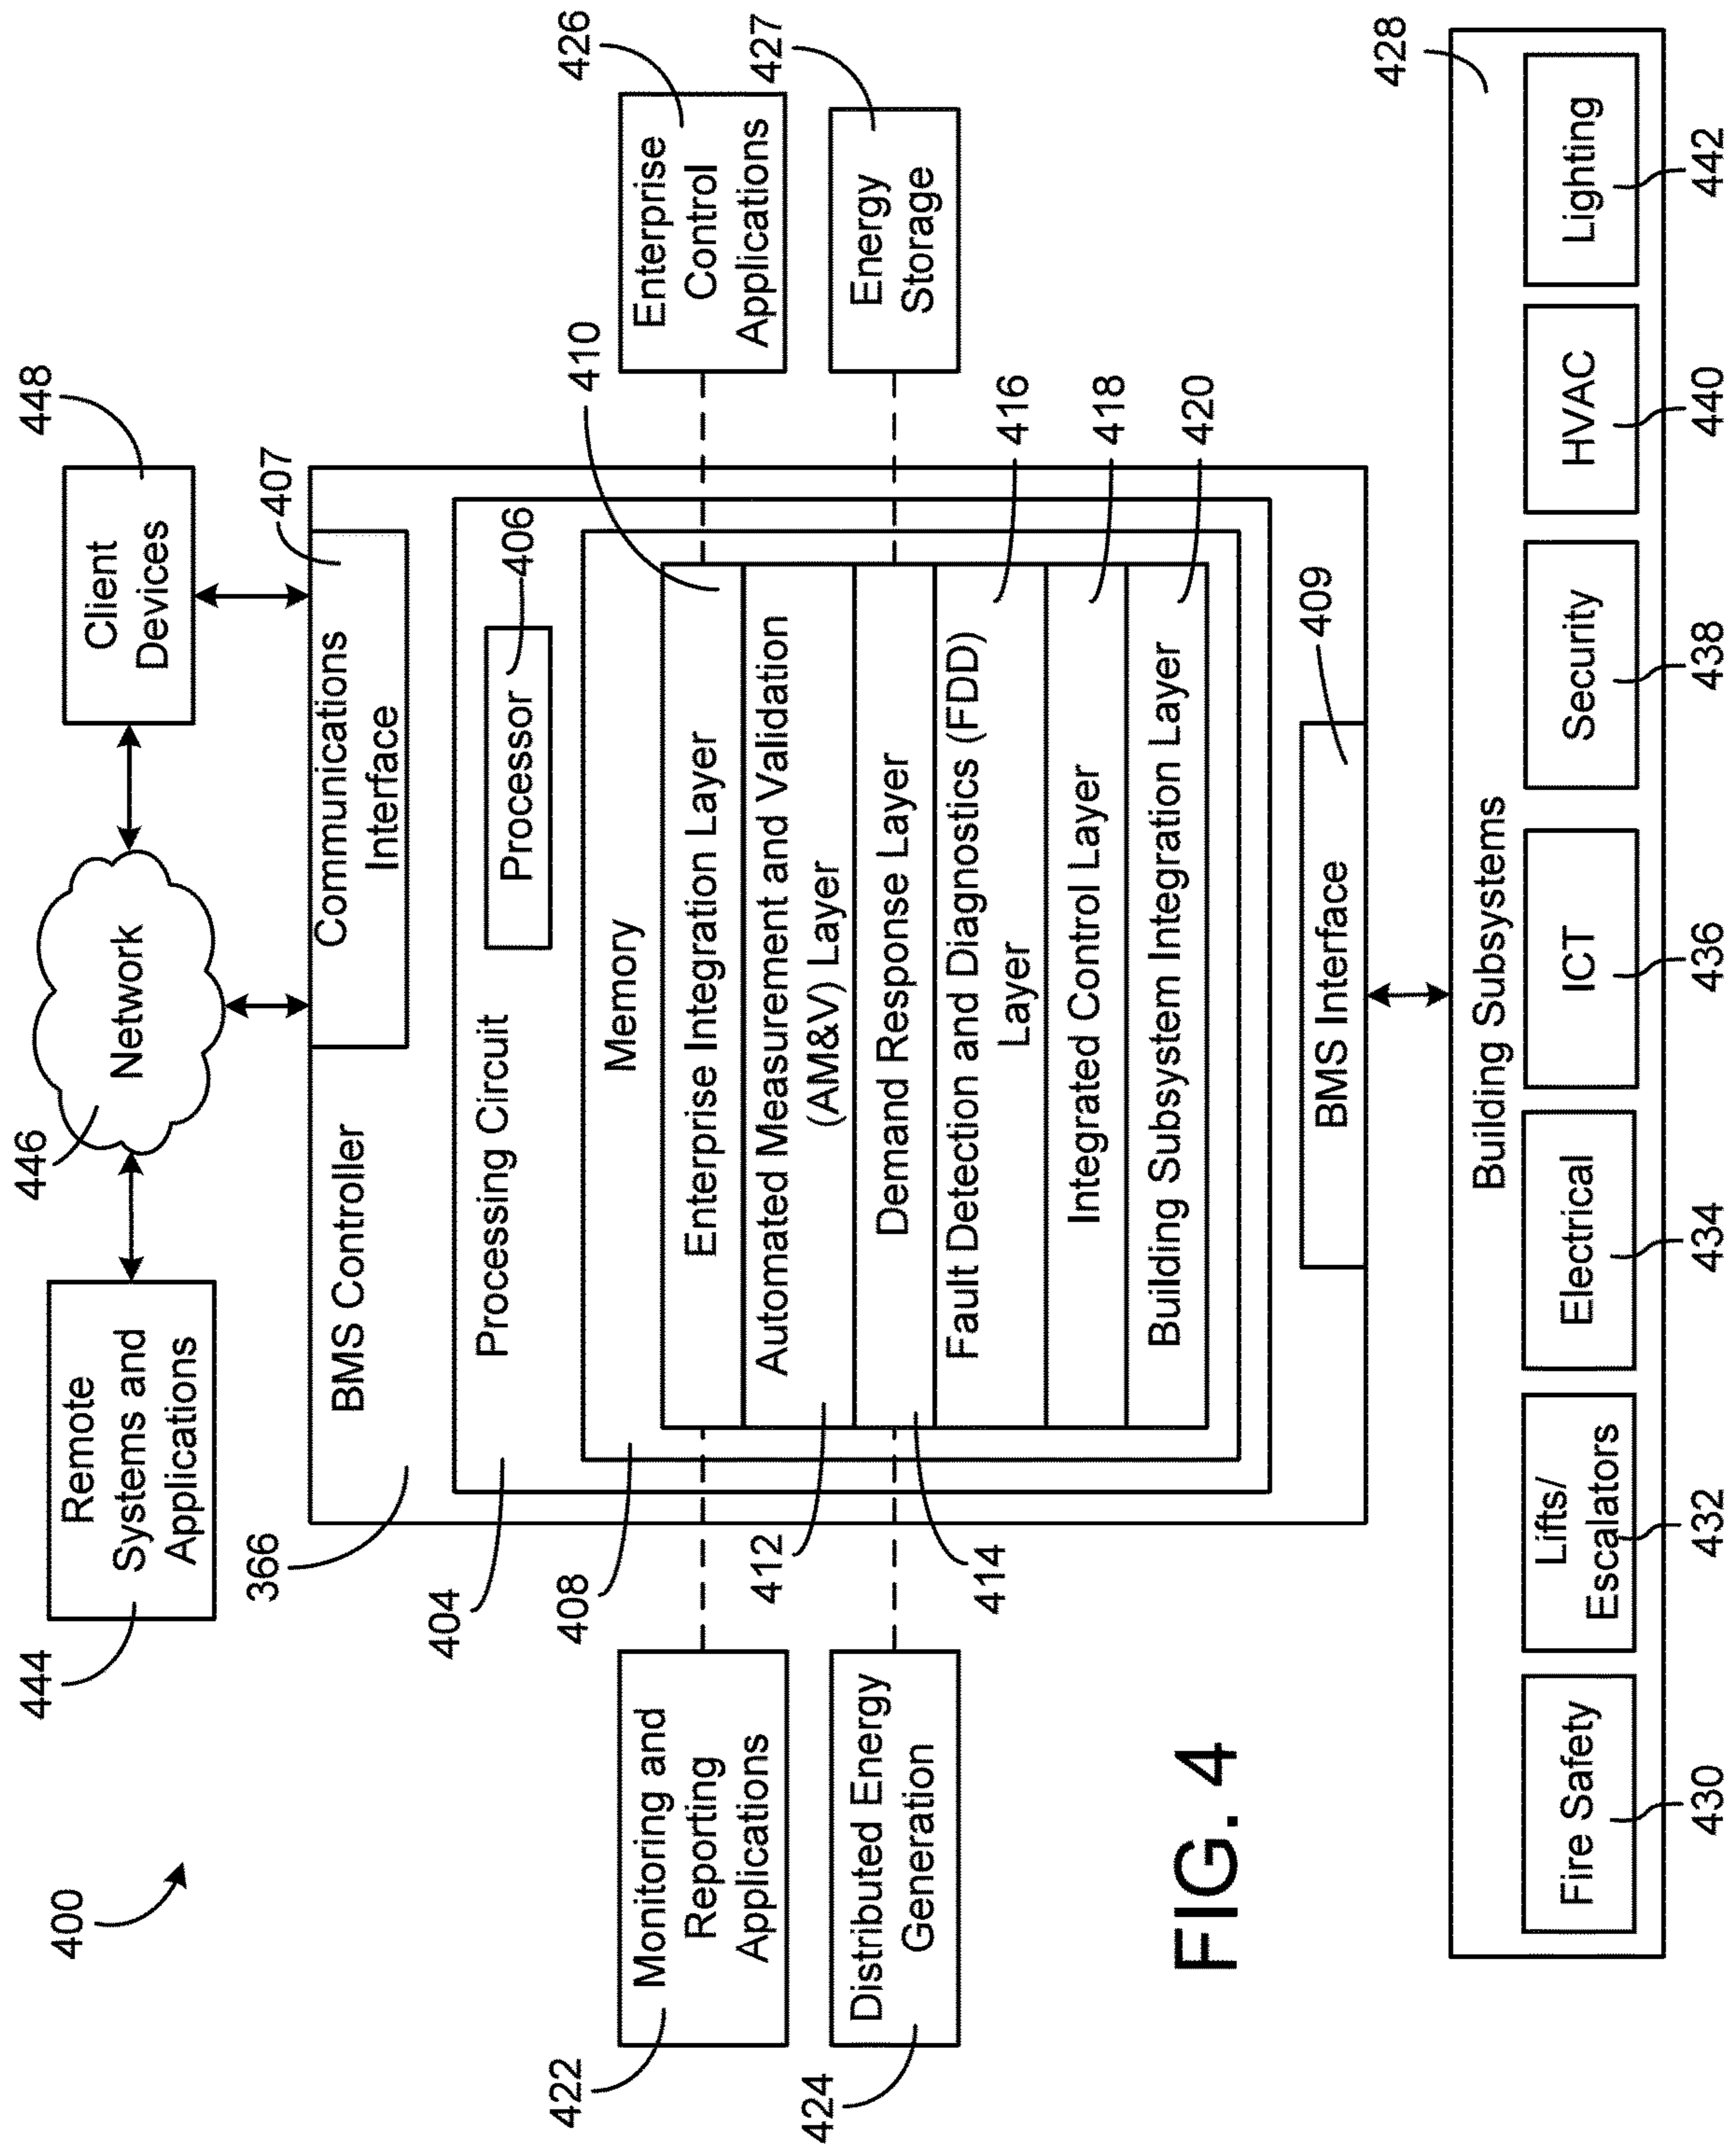 400
444
Remote
Systems and
Applications
446
Network
Client
Devices
448
366
BMS Controller
Communications
Interface
407
404
Processing Circuit
Processor
406
408
Memory
410
Enterprise Integration Layer
Automated Measurement and Validation
(AM&V) Layer
412
Demand Response Layer
414
Fault Detection and Diagnostics (FDD)
Layer
416
Integrated Control Layer
418
Building Subsystem Integration Layer
420
422
Monitoring and
Reporting
Applications
424
Distributed Energy
Generation
Enterprise
Control
Applications
426
Energy
Storage
427
BMS Interface
409
FIG. 4
Building Subsystems
428
Fire Safety
Lifts/
Escalators
Electrical
ICT
Security
HVAC
Lighting
430
432
434
436
438
440
442